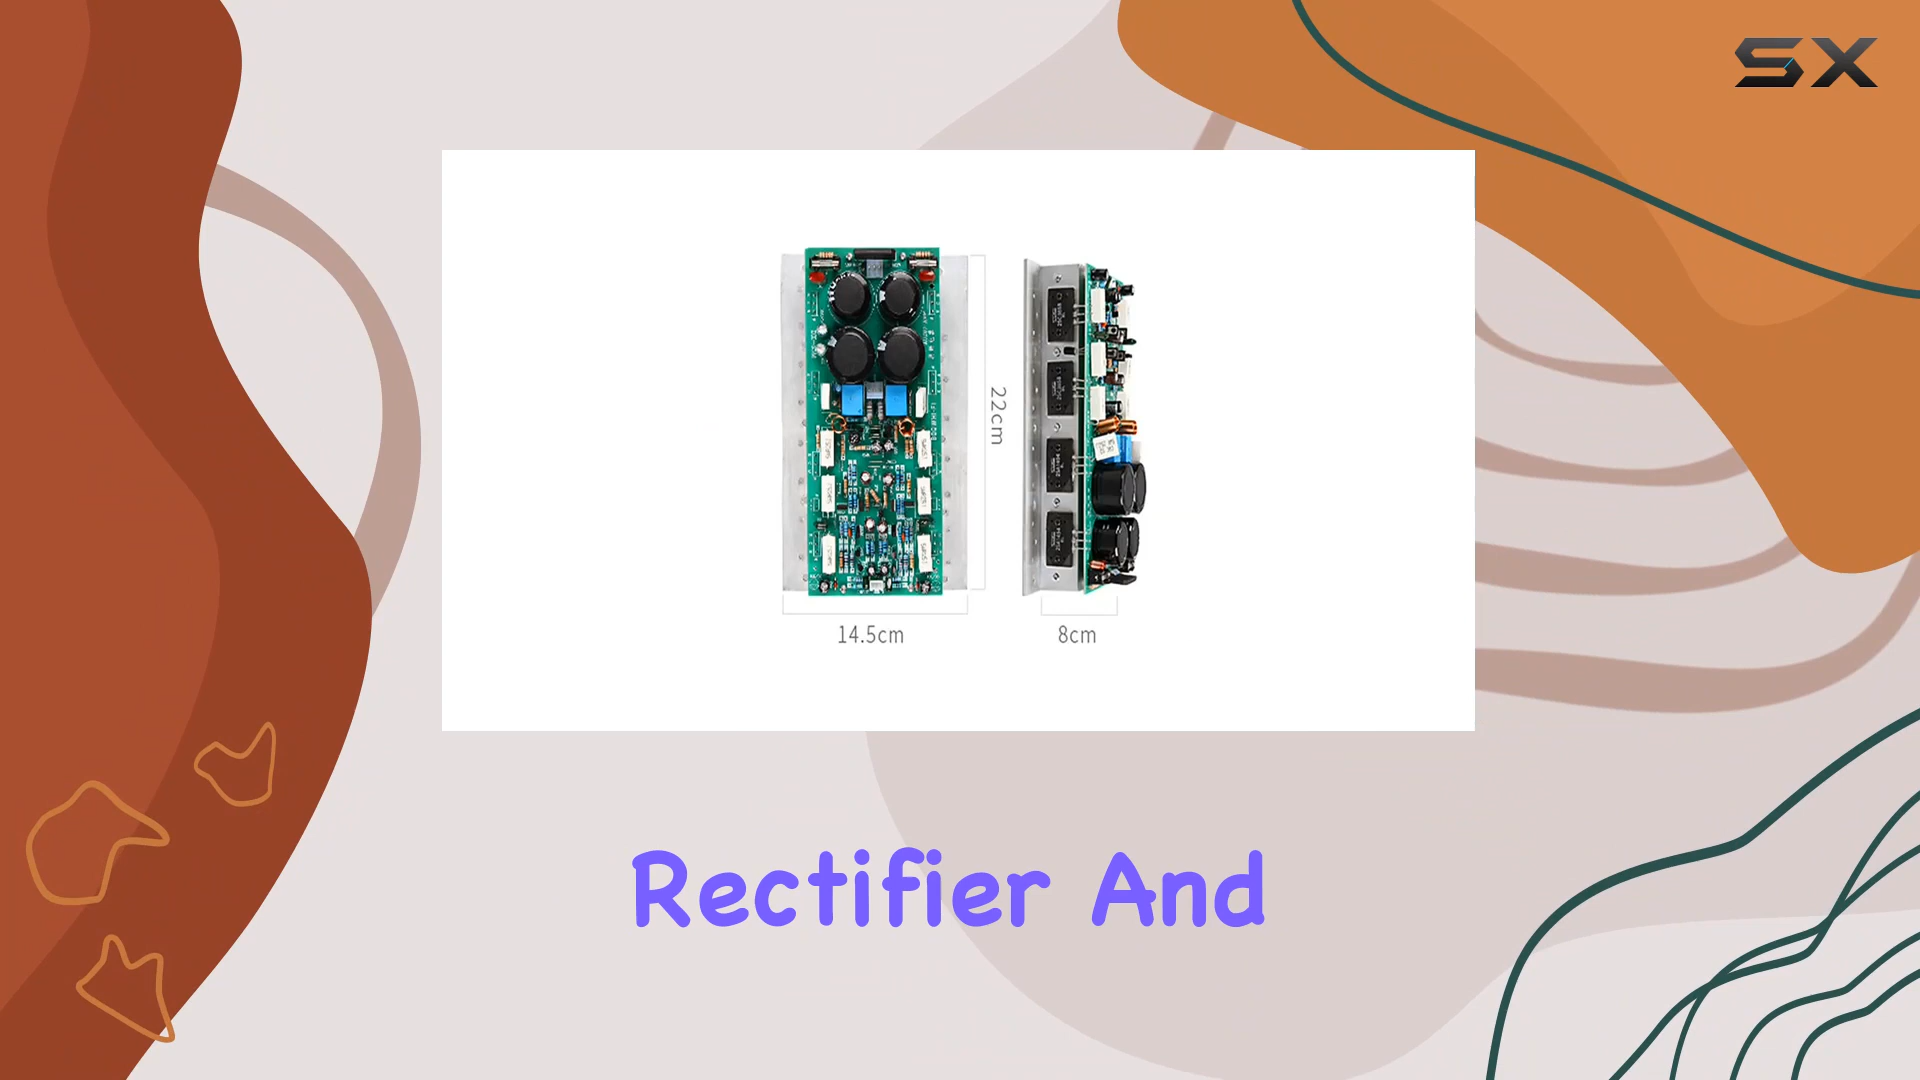 SX
22cm
14.5cm
8cm
Rectifier And